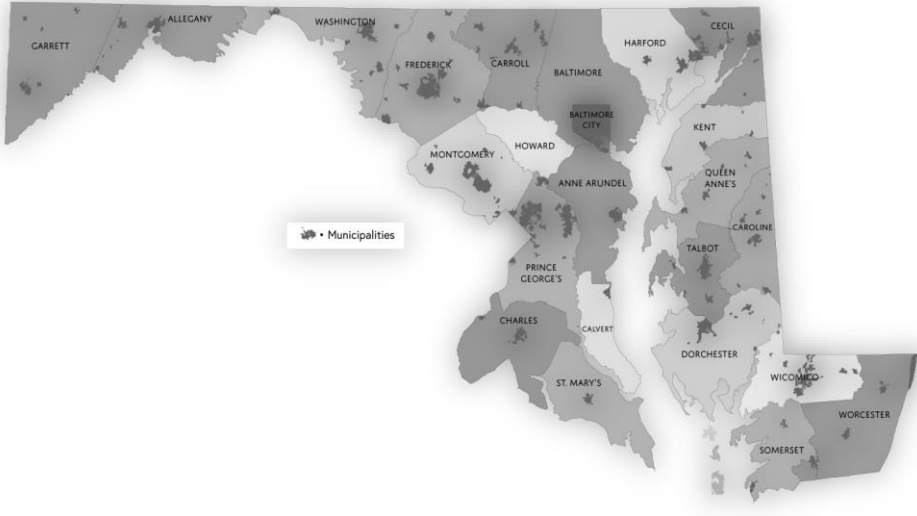 WASHINGTON
ALLEGANY
GARRETT
CECIL
HARFORD
FREDERICK
CARROLL
BALTIMORE
BALTIMORE
CITY
KENT
HOWARD
MONTGOMERY
QUEEN
ANNE'S
ANNE ARUNDEL
CAROLINE
• Municipalities
TALBOT
PRINCE
GEORGE'S
CHARLES
CALVERT
DORCHESTER
WICOMICO
ST. MARY'S
WORCESTER
SOMERSET